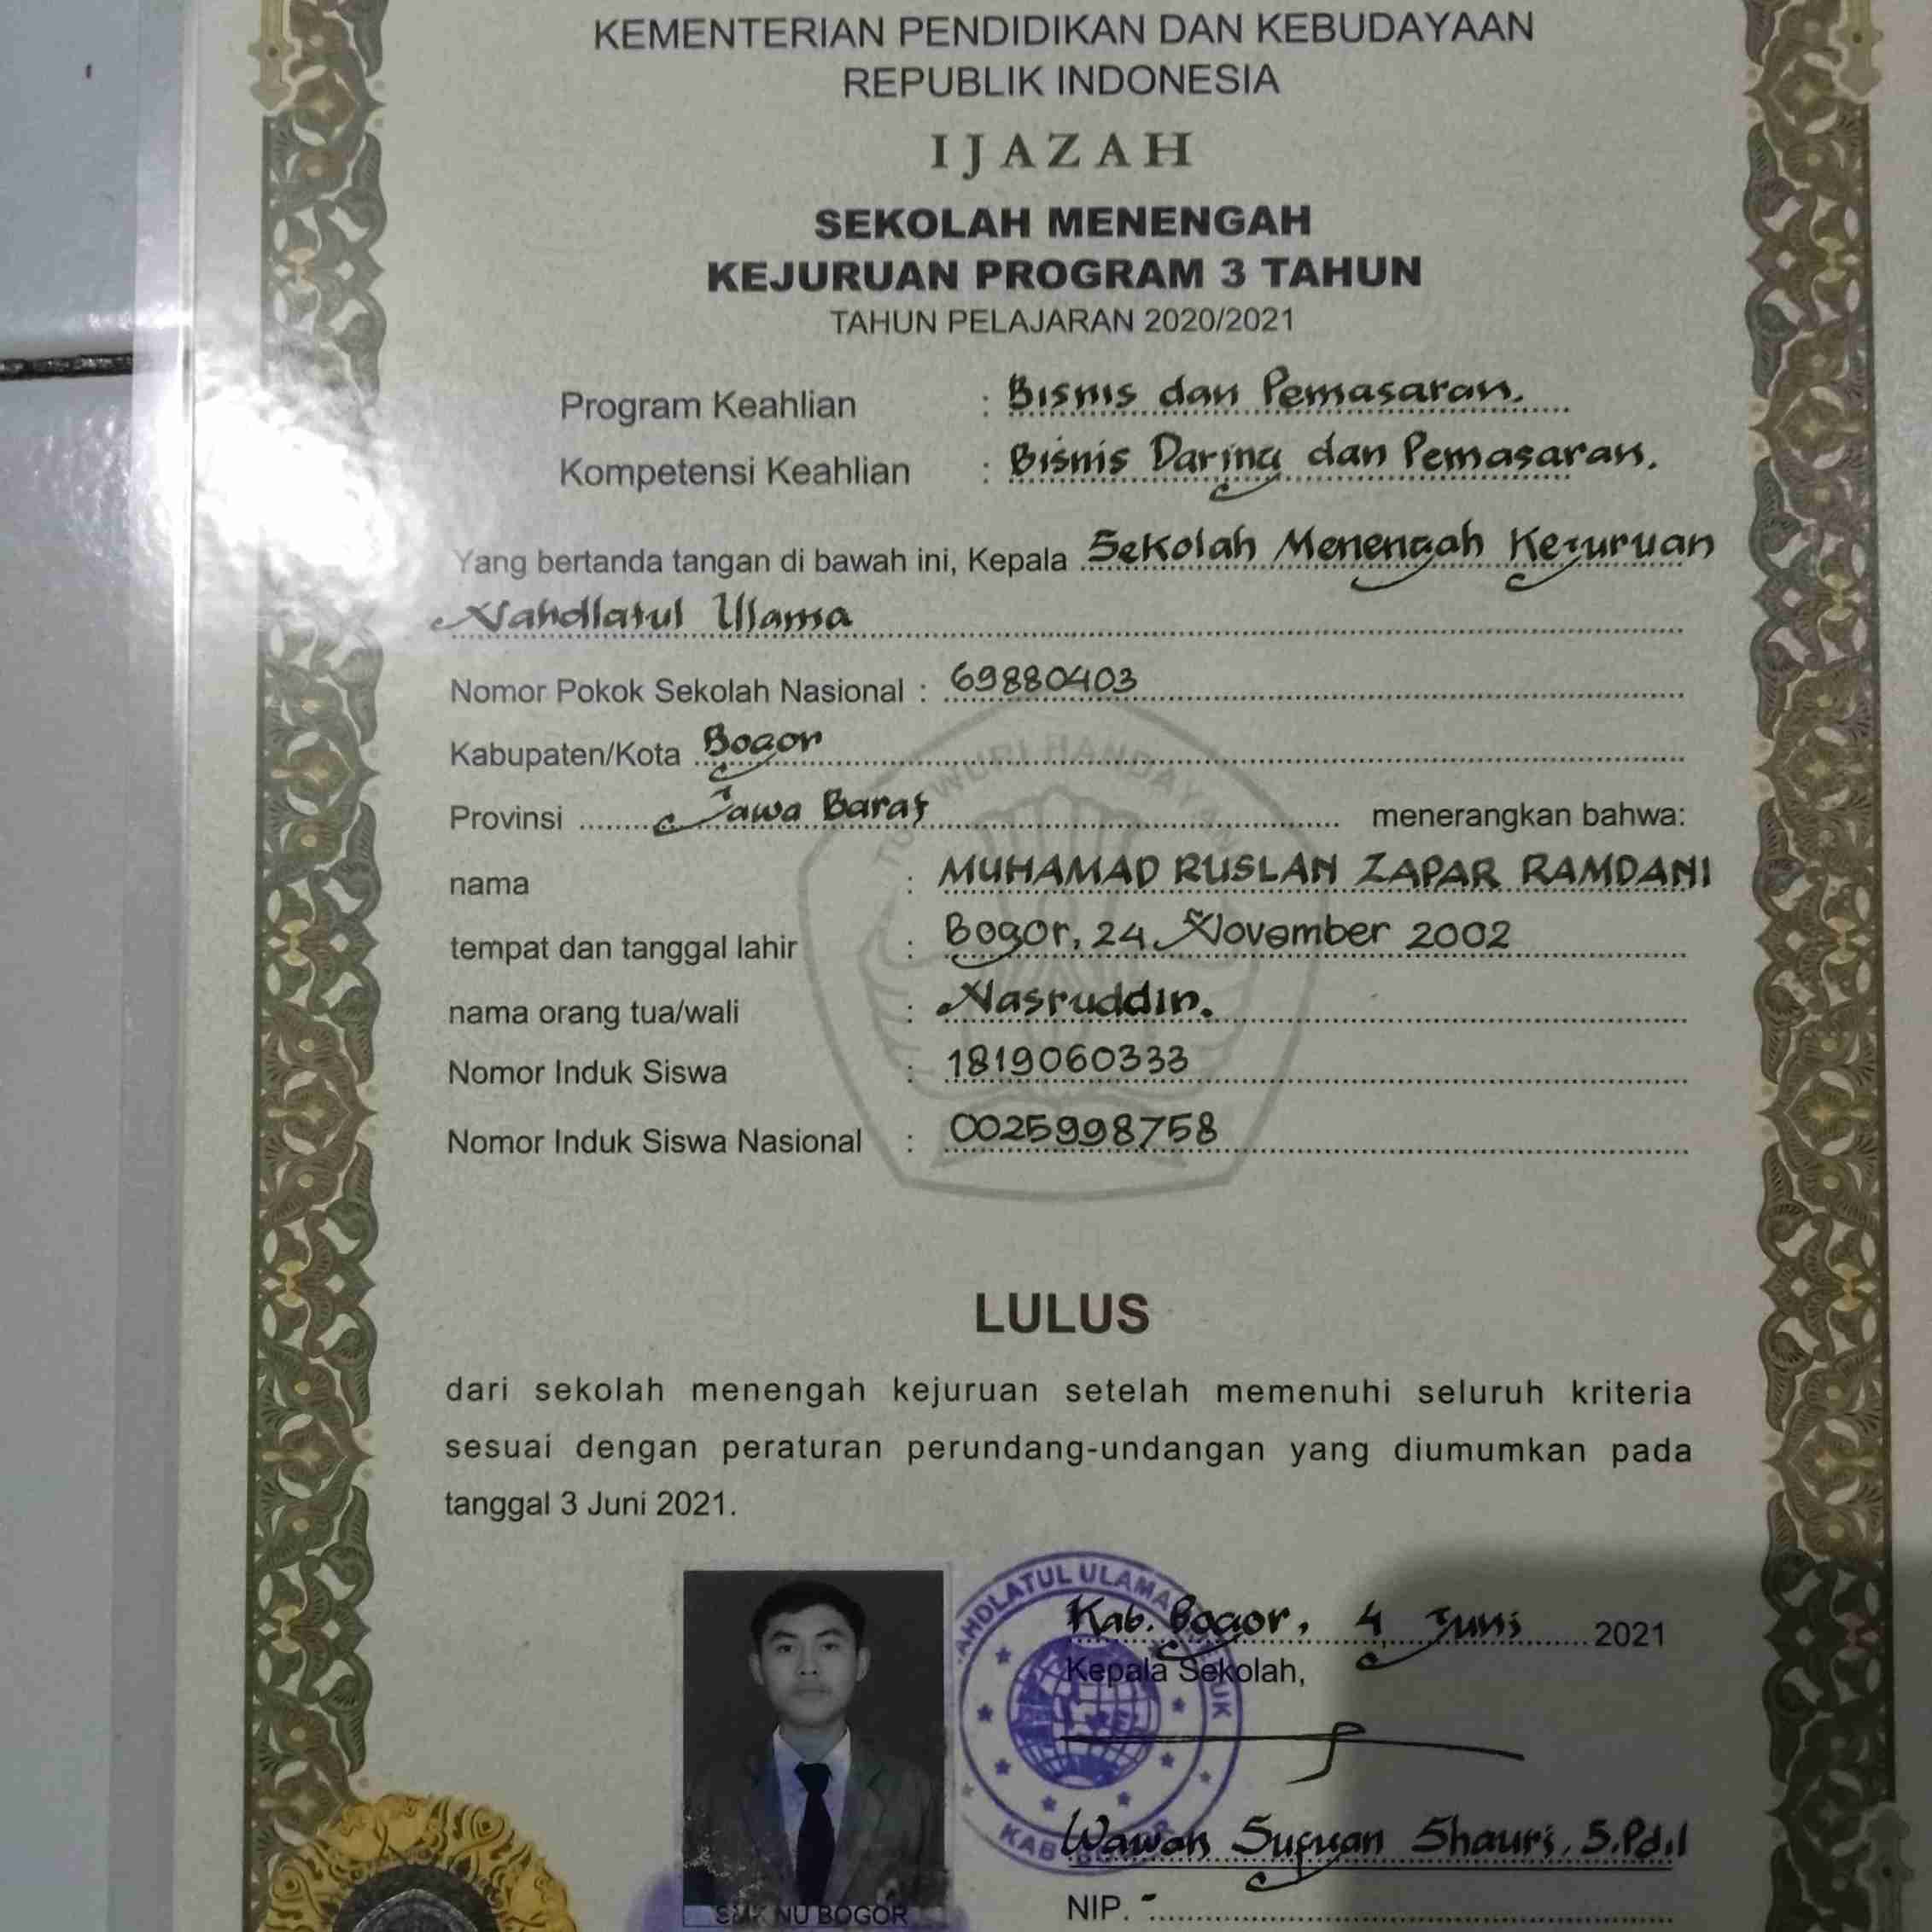 KEMENTERIAN PENDIDIKAN DAN KEBUDAYAAN
REPUBLIK INDONESIA
IJAZAH
SEKOLAH MENENGAH
KEJURUAN PROGRAM 3 TAHUN
TAHUN PELAJARAN 2020/2021
Program Keahlian : Bisnis dan Pemasaran.
Kompetensi Keahlian : Bisnis Daring dan Pemasaran.
Yang bertanda tangan di bawah ini, Kepala Sekolah Menengah Kejuruan
Nahdlatul Ulama
Nomor Pokok Sekolah Nasional : 69880403
Kabupaten/Kota Bogor
Provinsi Jawa Barat menerangkan bahwa:
nama : MUHAMAD RUSLAN ZAPAR RAMDANI
tempat dan tanggal lahir : Bogor, 24 November 2002
nama orang tua/wali : Nasruddin.
Nomor Induk Siswa : 1819060333
Nomor Induk Siswa Nasional : 0025998758
LULUS
dari sekolah menengah kejuruan setelah memenuhi seluruh kriteria
sesuai dengan peraturan perundang-undangan yang diumumkan pada
tanggal 3 Juni 2021.
AHDLATUL ULAMA
Kab. Bogor, 4 Juni 2021
Kepala Sekolah,
Wawan Supyan Shauri, S.Pd.I
NIP. -
KAB
SMK NU BOGOR